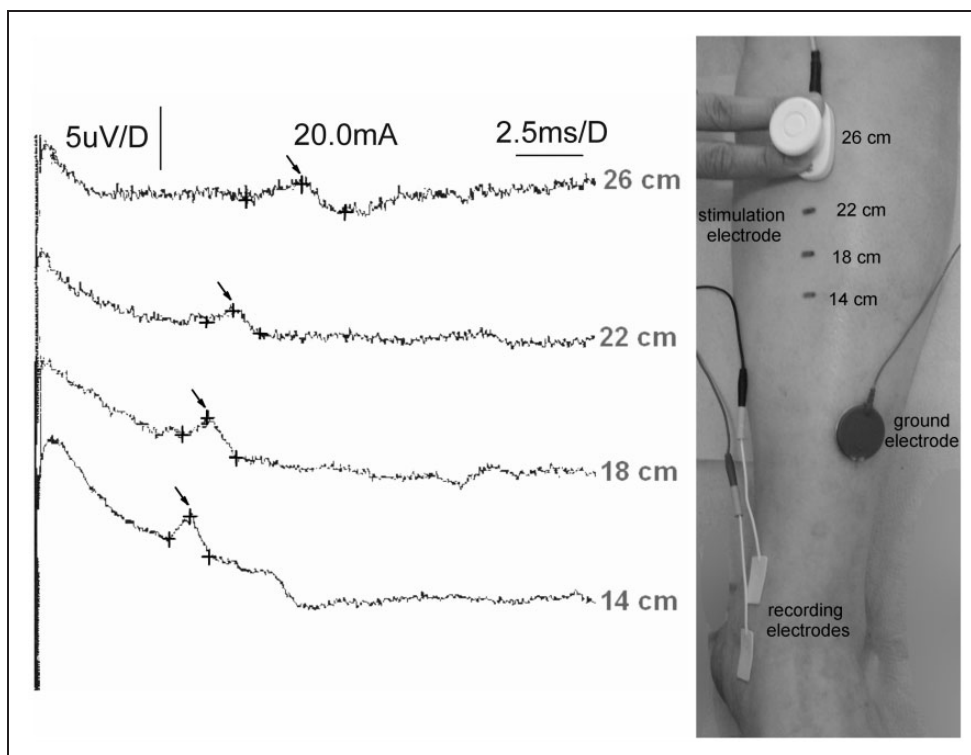 5uV/D
20.0mA
2.5ms/D
26 cm
22 cm
18 cm
14 cm
26 cm
22 cm
stimulation
electrode
18 cm
14 cm
ground
electrode
recording
electrodes